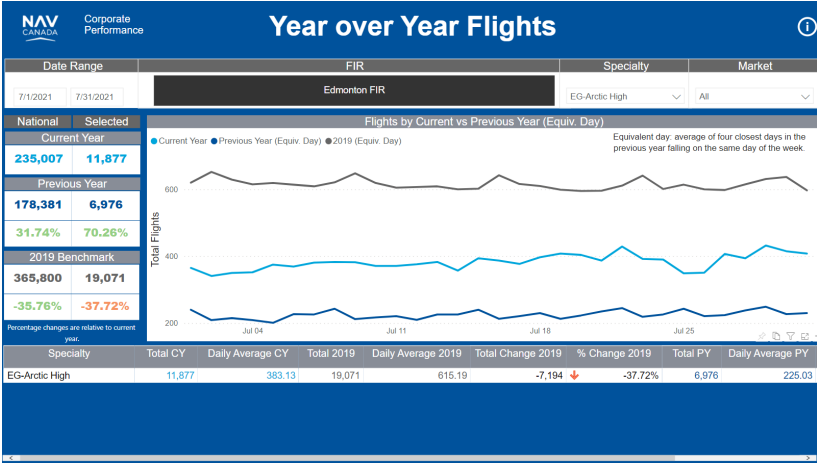 NAV
CANADA
Corporate
Performance
Year over Year Flights
Date Range
FIR
Specialty
Market
7/1/2021 7/31/2021
Edmonton FIR
EG-Arctic High
All
National Selected
Current Year
235,007 11,877
Previous Year
178,381 6,976
31.74% 70.26%
2019 Benchmark
365,800 19,071
-35.76% -37.72%
Percentage changes are relative to current
year.
Flights by Current vs Previous Year (Equiv. Day)
Current Year Previous Year (Equiv. Day) 2019 (Equiv. Day)
Equivalent day: average of four closest days in the
previous year falling on the same day of the week.
Total Flights
600
400
200
Jul 04 Jul 11 Jul 18 Jul 25
Specialty Total CY Daily Average CY Total 2019 Daily Average 2019 Total Change 2019 % Change 2019 Total PY Daily Average PY
EG-Arctic High 11,877 383.13 19,071 615.19 -7,194 -37.72% 6,976 225.03